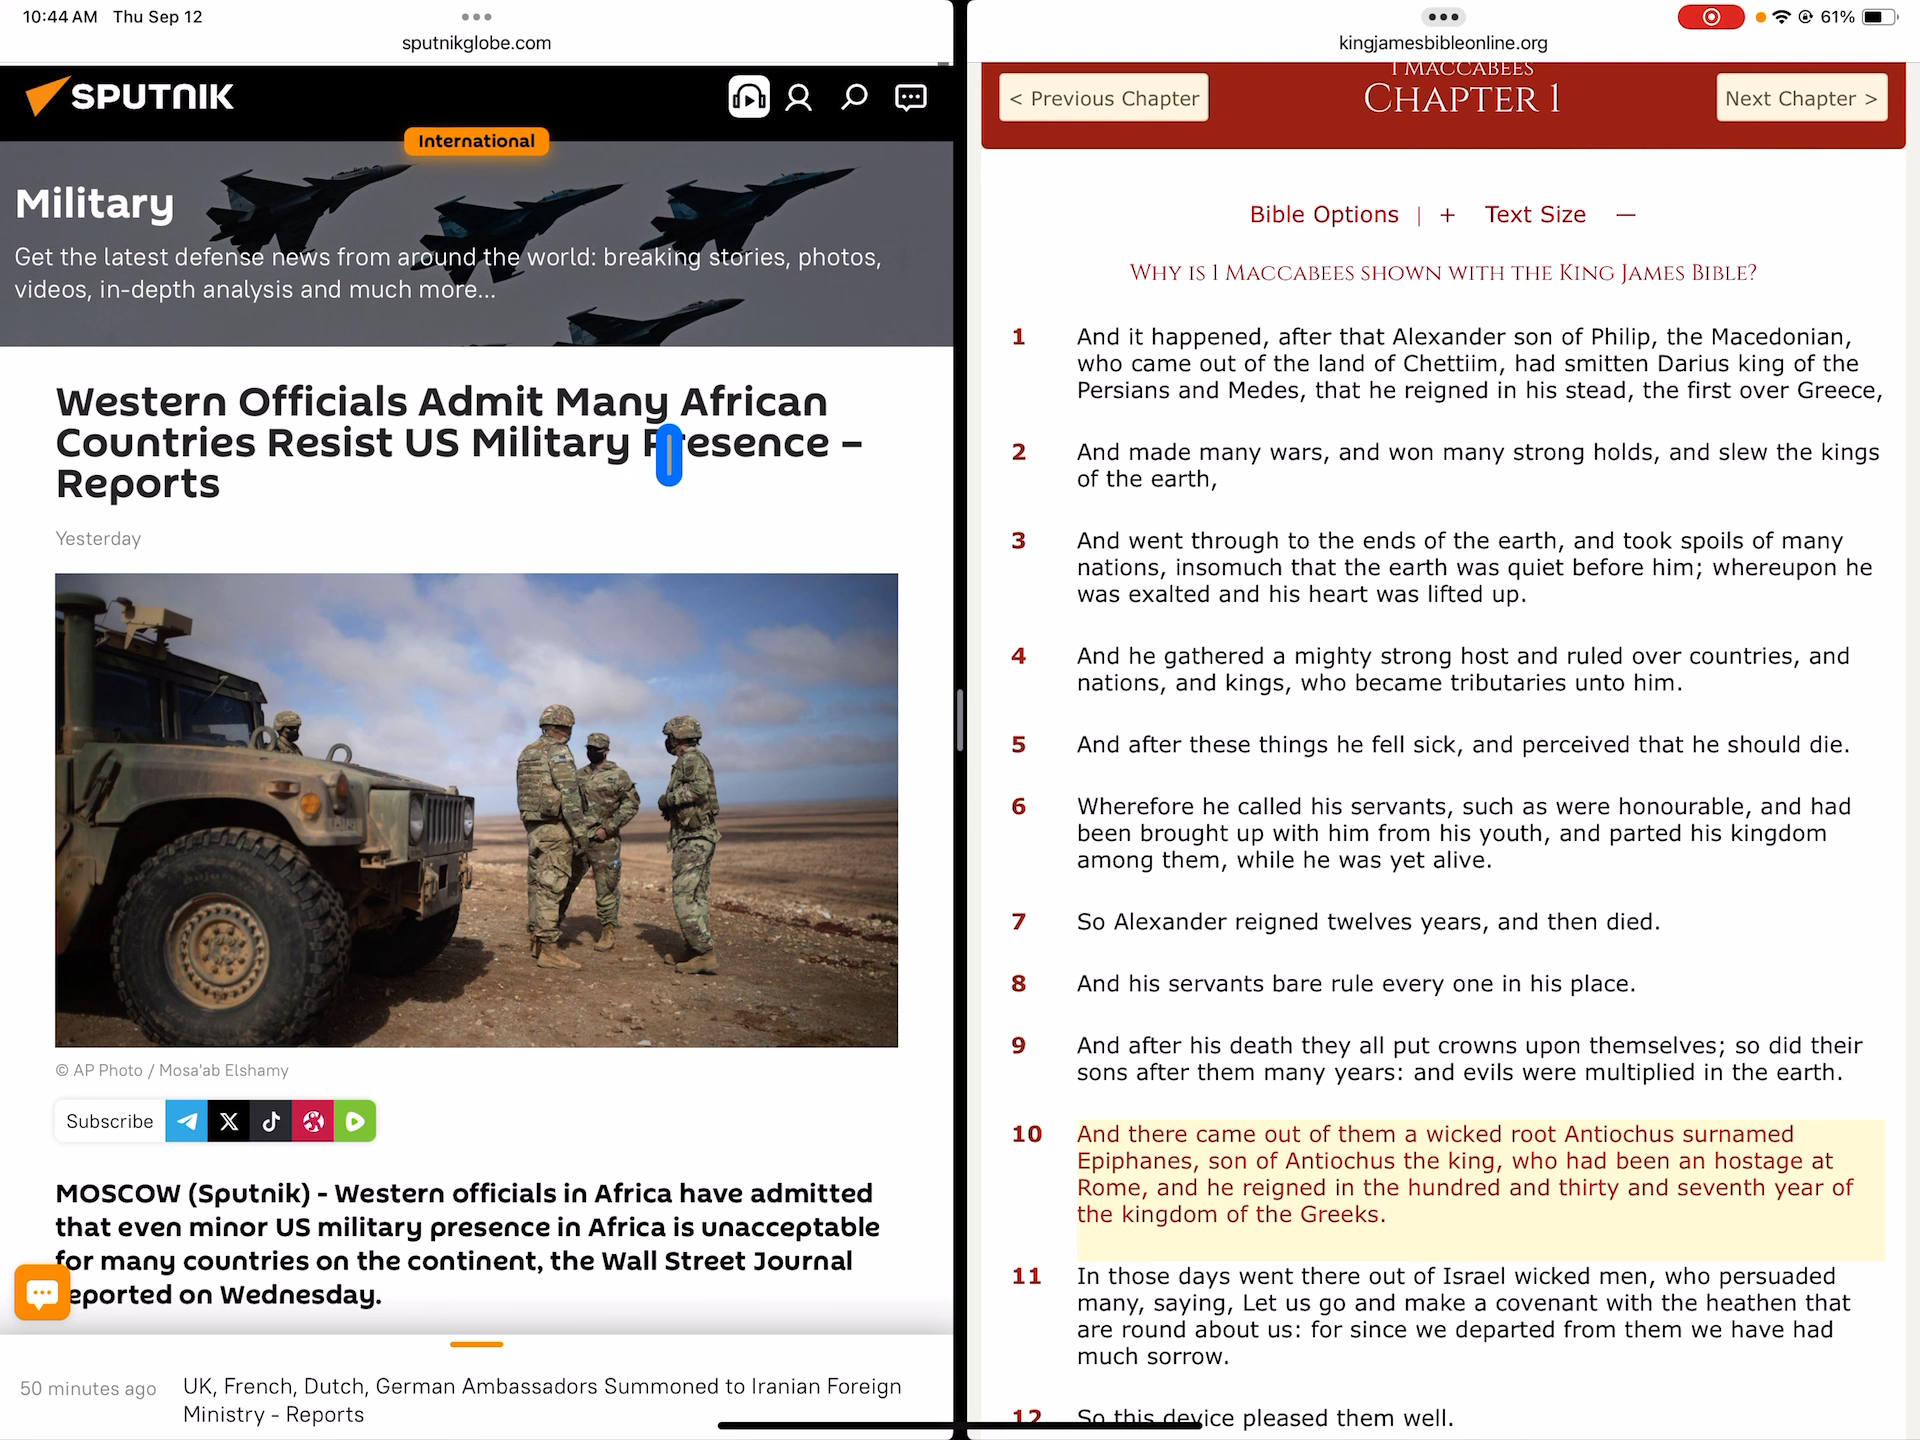 10:44 AM Thu Sep 12
sputnikglobe.com
SPUTNIK
International
Military
Get the latest defense news from around the world: breaking stories, photos,
videos, in-depth analysis and much more...
Western Officials Admit Many African
Countries Resist US Military Presence –
Reports
Yesterday
© AP Photo / Mosa'ab Elshamy
Subscribe
MOSCOW (Sputnik) - Western officials in Africa have admitted
that even minor US military presence in Africa is unacceptable
for many countries on the continent, the Wall Street Journal
reported on Wednesday.
50 minutes ago
UK, French, Dutch, German Ambassadors Summoned to Iranian Foreign
Ministry - Reports
61%
kingjamesbibleonline.org
1 Maccabees
< Previous Chapter
Chapter 1
Next Chapter >
Bible Options | + Text Size —
Why is 1 Maccabees shown with the King James Bible?
1 And it happened, after that Alexander son of Philip, the Macedonian,
who came out of the land of Chettiim, had smitten Darius king of the
Persians and Medes, that he reigned in his stead, the first over Greece,
2 And made many wars, and won many strong holds, and slew the kings
of the earth,
3 And went through to the ends of the earth, and took spoils of many
nations, insomuch that the earth was quiet before him; whereupon he
was exalted and his heart was lifted up.
4 And he gathered a mighty strong host and ruled over countries, and
nations, and kings, who became tributaries unto him.
5 And after these things he fell sick, and perceived that he should die.
6 Wherefore he called his servants, such as were honourable, and had
been brought up with him from his youth, and parted his kingdom
among them, while he was yet alive.
7 So Alexander reigned twelves years, and then died.
8 And his servants bare rule every one in his place.
9 And after his death they all put crowns upon themselves; so did their
sons after them many years: and evils were multiplied in the earth.
10 And there came out of them a wicked root Antiochus surnamed
Epiphanes, son of Antiochus the king, who had been an hostage at
Rome, and he reigned in the hundred and thirty and seventh year of
the kingdom of the Greeks.
11 In those days went there out of Israel wicked men, who persuaded
many, saying, Let us go and make a covenant with the heathen that
are round about us: for since we departed from them we have had
much sorrow.
12 So this device pleased them well.